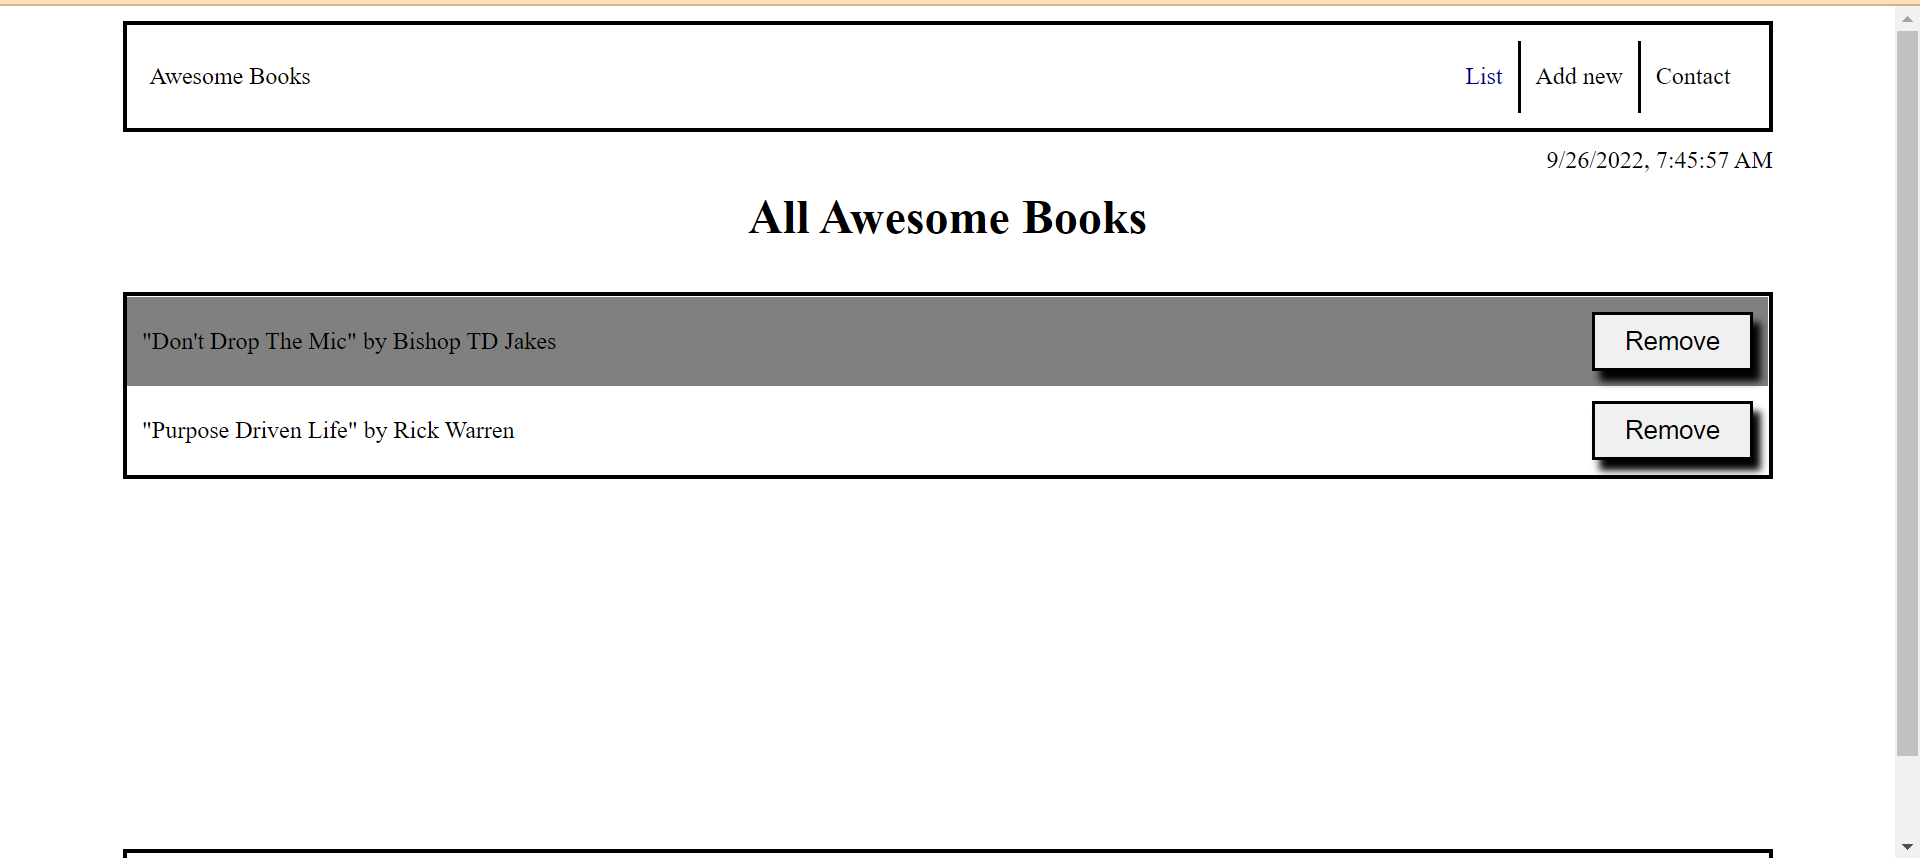 Awesome Books
List
Add new
Contact
9/26/2022, 7:45:57 AM
All Awesome Books
"Don't Drop The Mic" by Bishop TD Jakes
Remove
"Purpose Driven Life" by Rick Warren
Remove